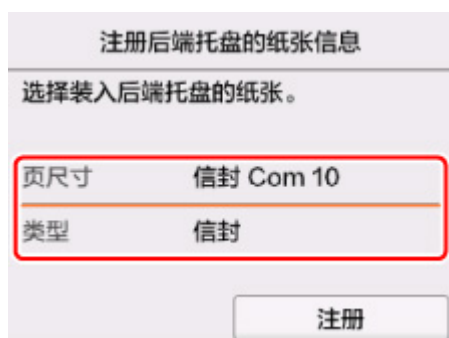 注册后端托盘的纸张信息
选择装入后端托盘的纸张。
页尺寸 信封 Com 10
类型 信封
注册